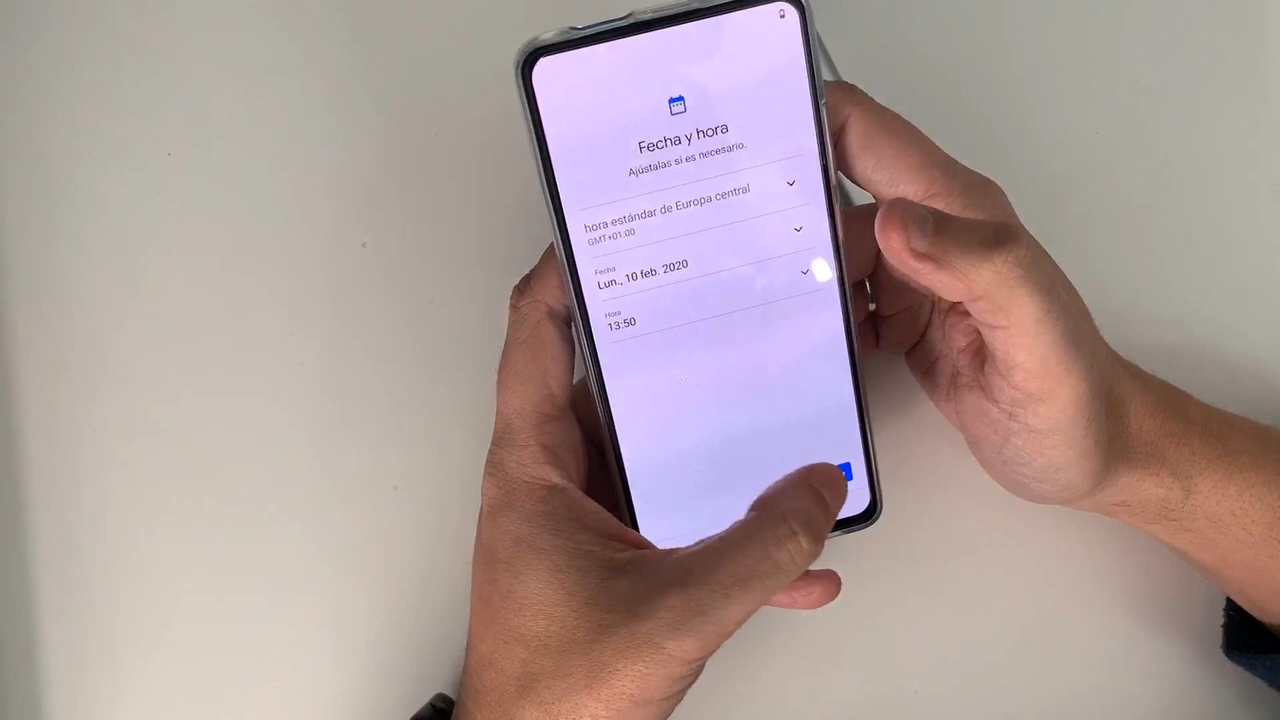 Fecha y hora
Ajústalas si es necesario.
hora estándar de Europa central
GMT+01:00
Fecha
Lun., 10 feb. 2020
Hora
13:50